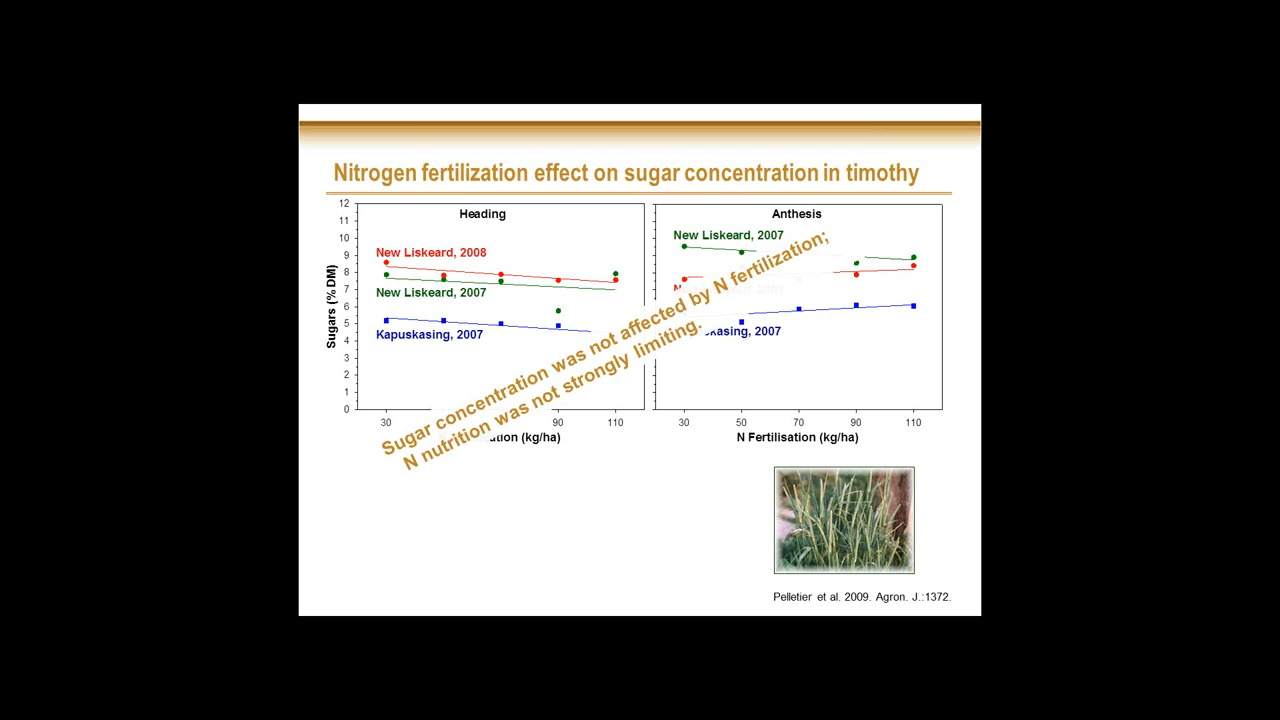 Nitrogen fertilization effect on sugar concentration in timothy
12
11
10
9
8
7
6
5
4
3
2
1
0
Sugars (% DM)
Heading
New Liskeard, 2008
New Liskeard, 2007
Kapuskasing, 2007
30
90
110
(kg/ha)
Anthesis
New Liskeard, 2007
kasing, 2007
30
50
70
90
110
N Fertilisation (kg/ha)
Sugar concentration was not affected by N fertilization;
N nutrition was not strongly limiting.
Pelletier et al. 2009. Agron. J.:1372.